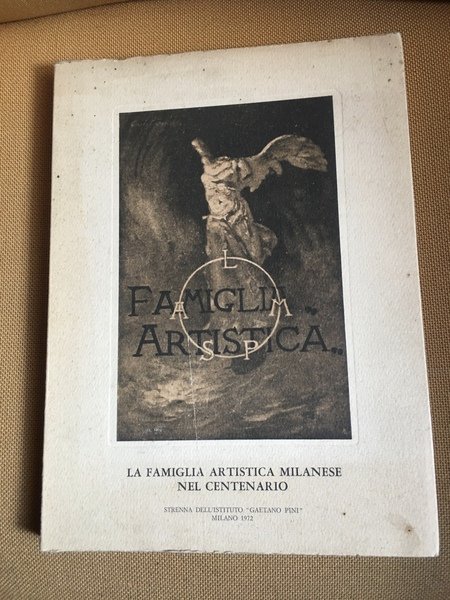 L
FAMIGLIA
A M
ARTISTICA
S P
LA FAMIGLIA ARTISTICA MILANESE
NEL CENTENARIO
STRENNA DELL'ISTITUTO "GAETANO PINI"
MILANO 1972